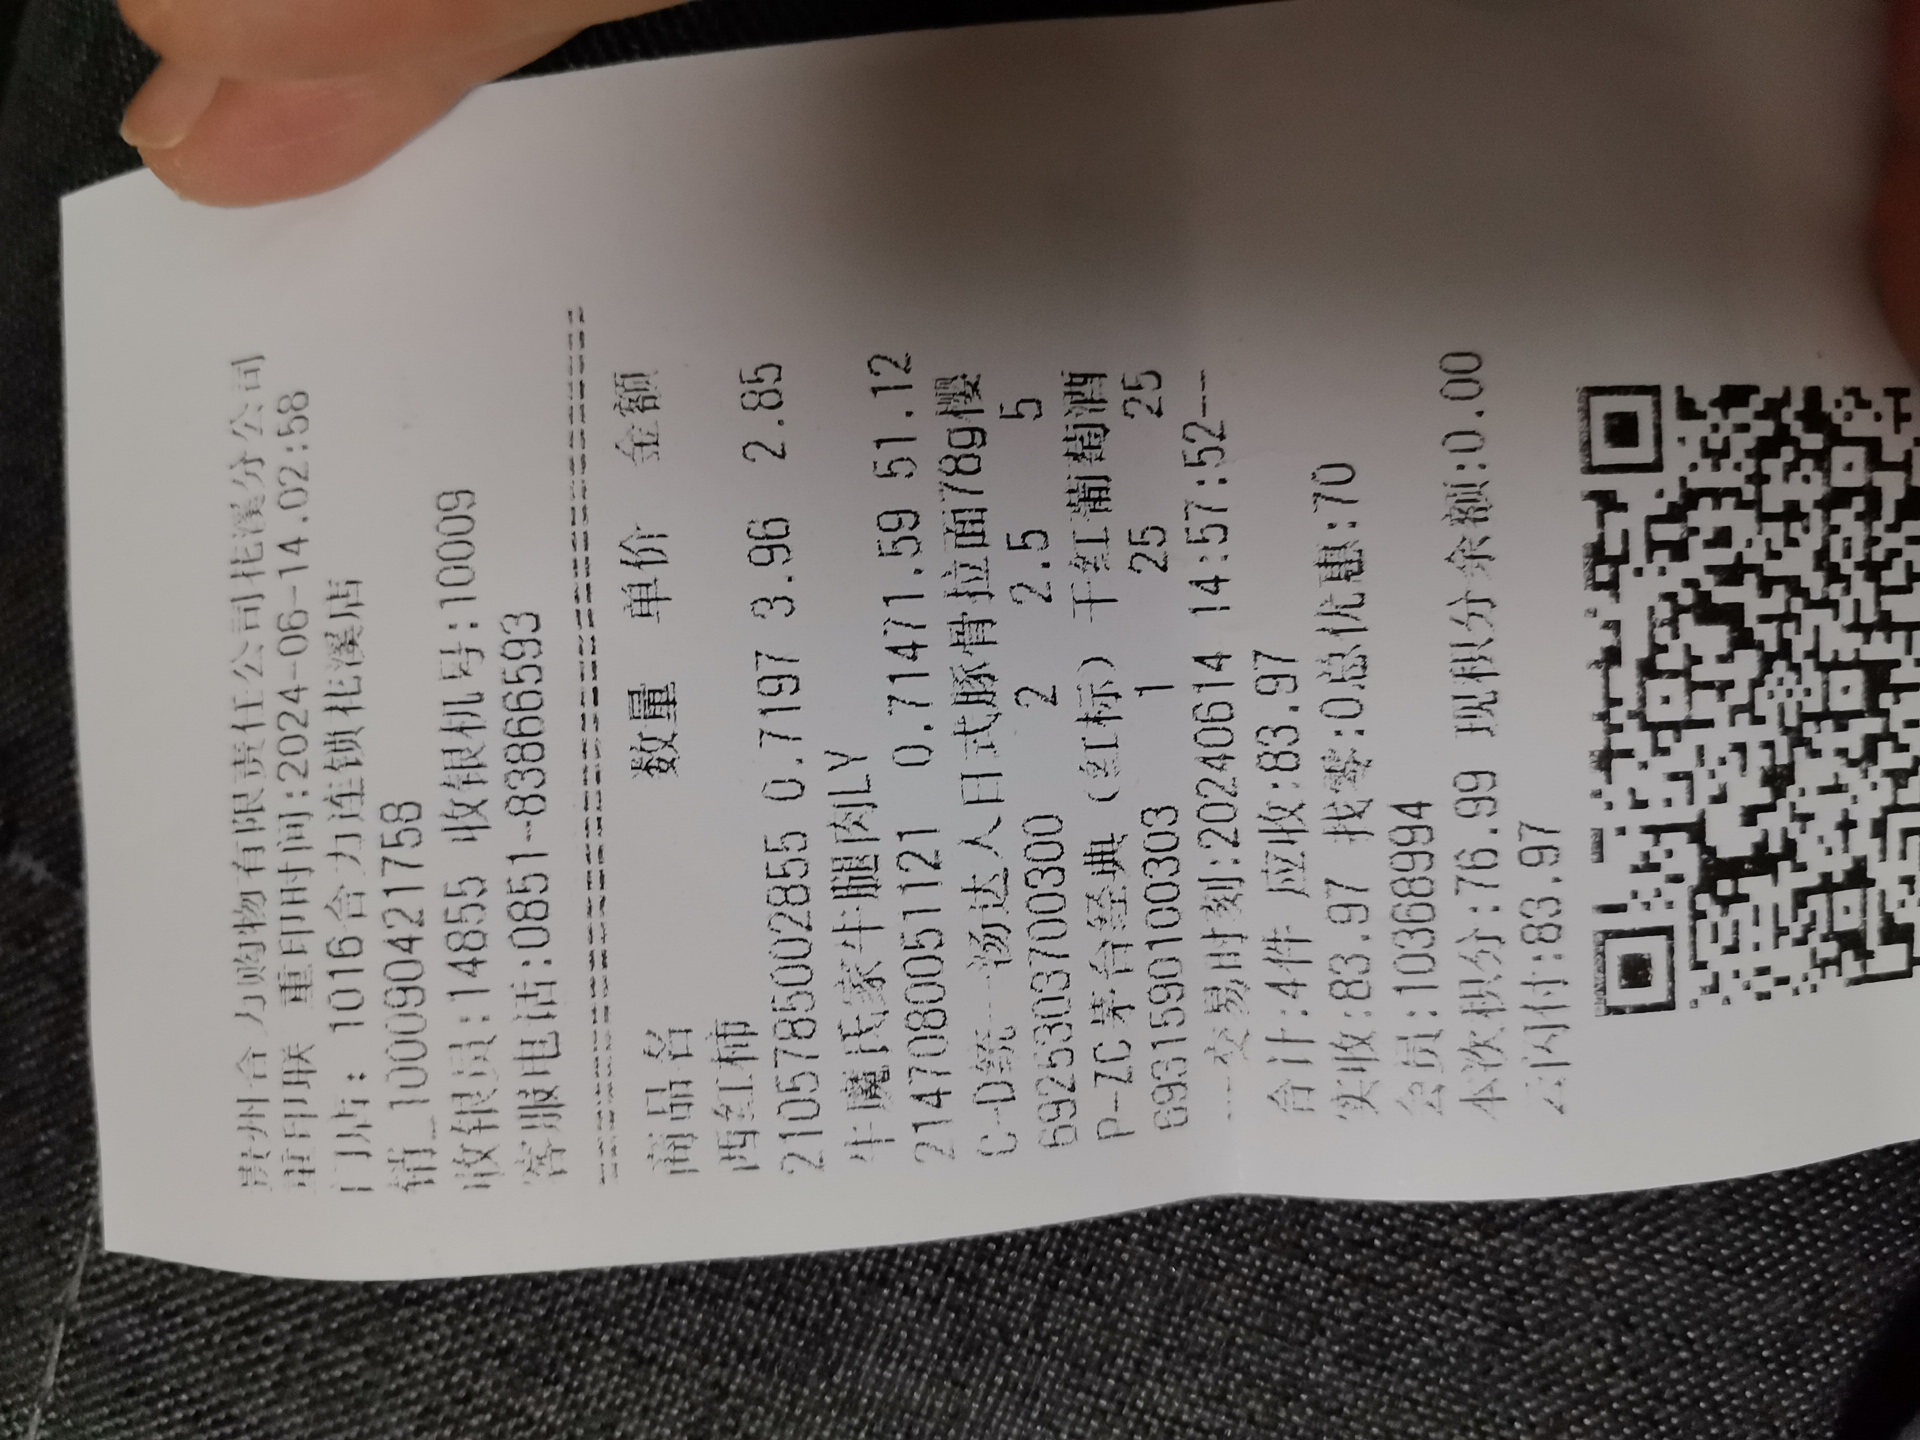 贵州合力购物有限责任公司北溪分公司
重印联 重印时间:2024-06-14.02:58
门店: 1016合力连锁北溪店
销_100090421758
收银员:14855 收银机号:10009
客服电话:0851-83866593
商品名 数量 单价 金额
西红柿
2105785002855 0.7197 3.96 2.85
牛魔氏家牛腿肉LY
2147080051121 0.71471.59 51.12
C-D统一汤达人日式豚骨拉面78g樱
6925303700300 2 2.5 5
P-ZC茅台经典（红标）干红葡萄酒
6931590100303 1 25 25
---交易时刻:20240614 14:57:52---
合计:4件 应收:83.97
实收:83.97 找零:0总优惠:70
会员:10368994
本次积分:76.99 现积分余额:0.00
云闪付:83.97